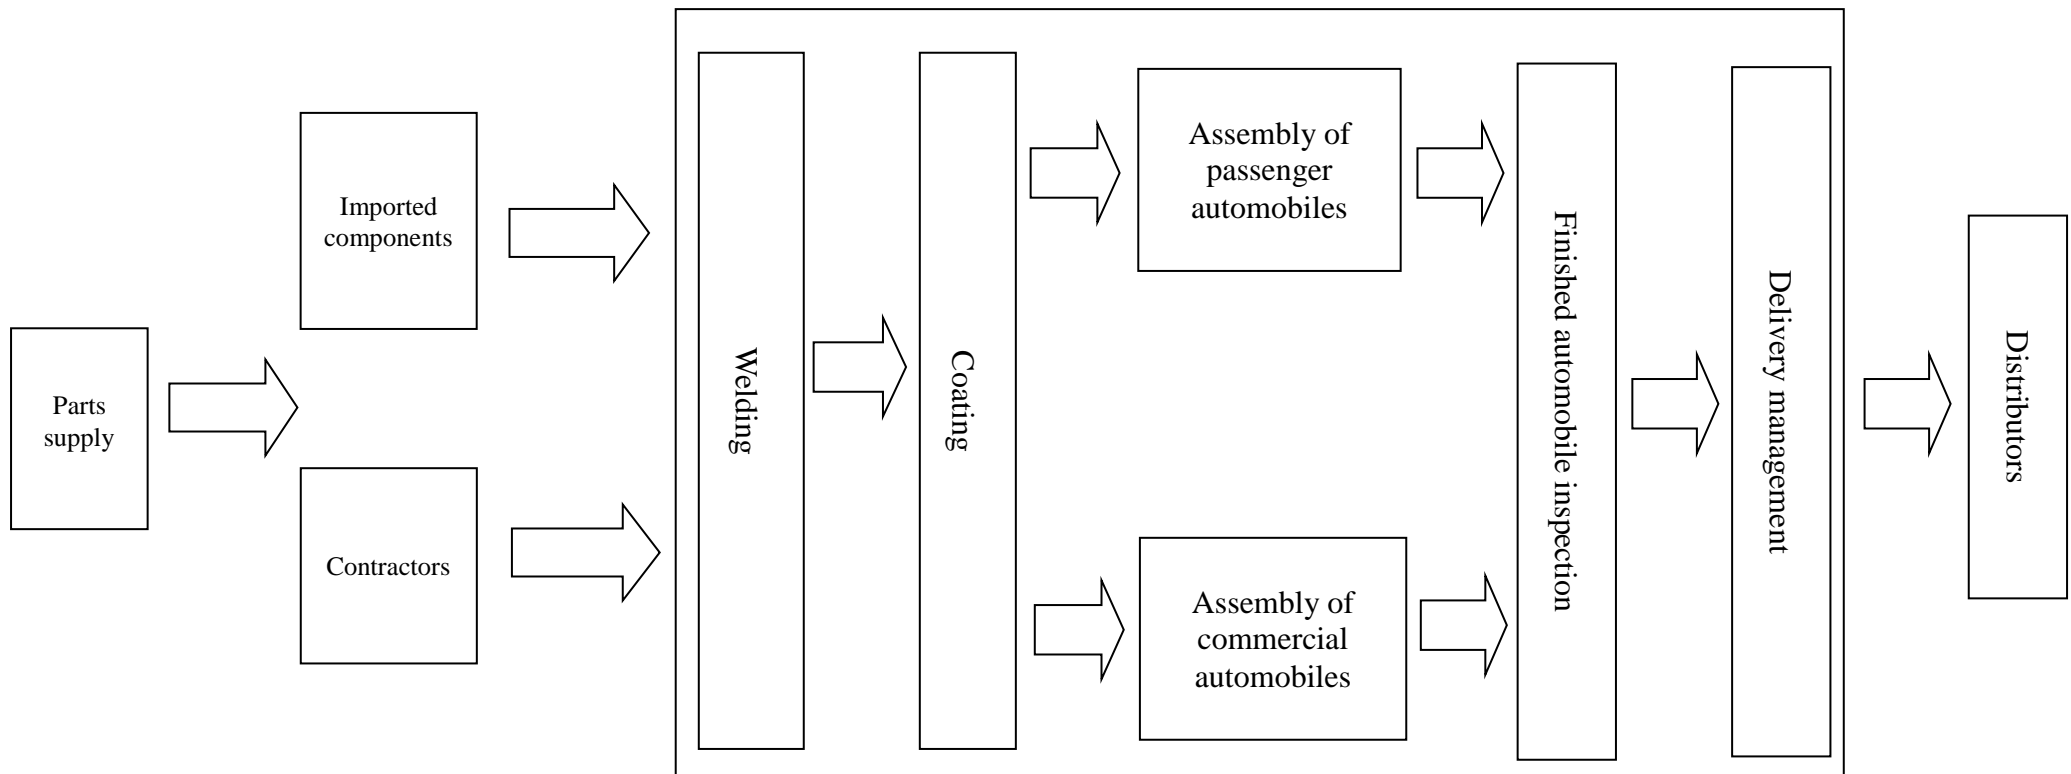 Parts
supply
Imported
components
Contractors
Welding
Coating
Assembly of
passenger
automobiles
Assembly of
commercial
automobiles
Finished automobile inspection
Delivery management
Distributors